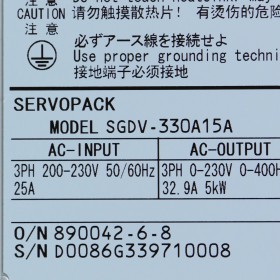 注意
CAUTION 请勿触摸散热片! 有烫伤的危险
必ずアース線を接続せよ
Use proper grounding techni
接地端子必须接地
SERVOPACK
MODEL SGDV-330A15A
AC-INPUT AC-OUTPUT
3PH 200-230V 50/60Hz 3PH 0-230V 0-400H
25A 32.9A 5kW
O/N 890042-6-8
S/N D0086G339710008